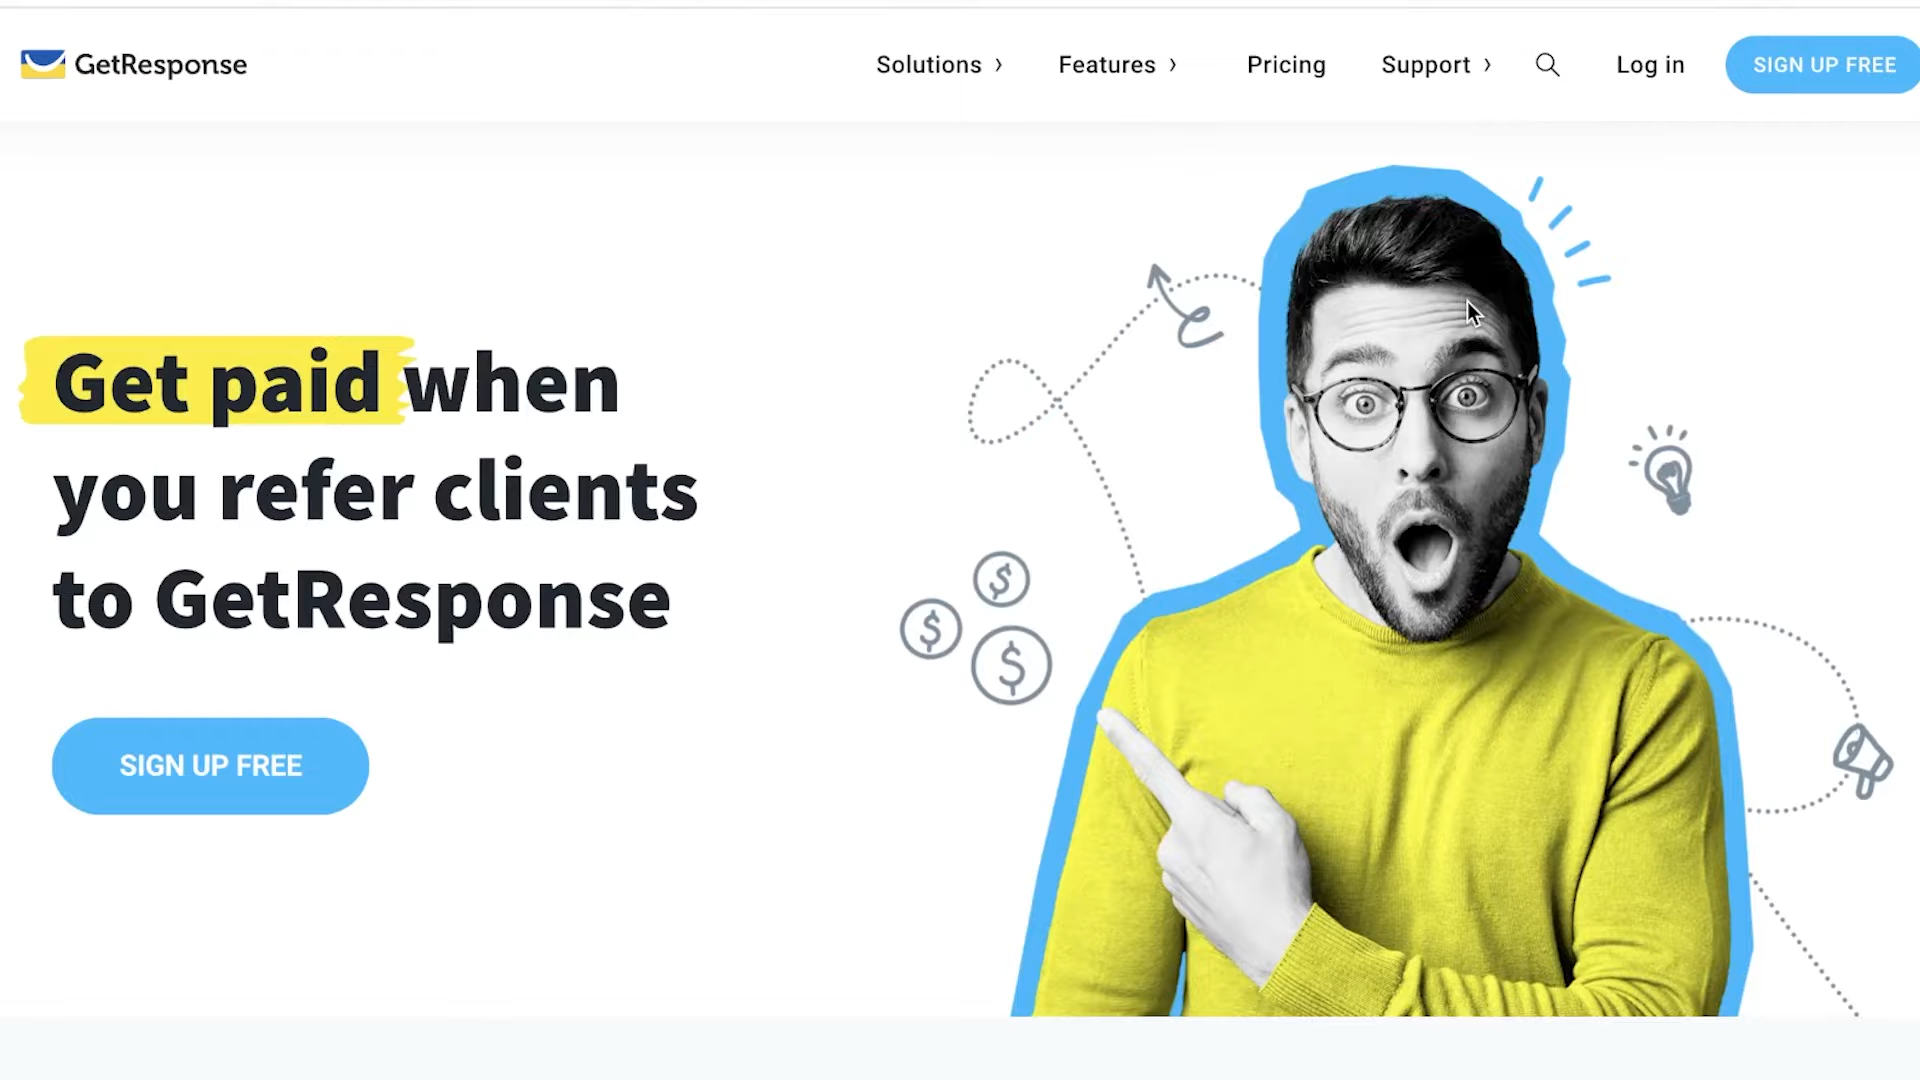 GetResponse
Solutions
Features
Pricing
Support
Log in
SIGN UP FREE
Get paid when
you refer clients
to GetResponse
SIGN UP FREE